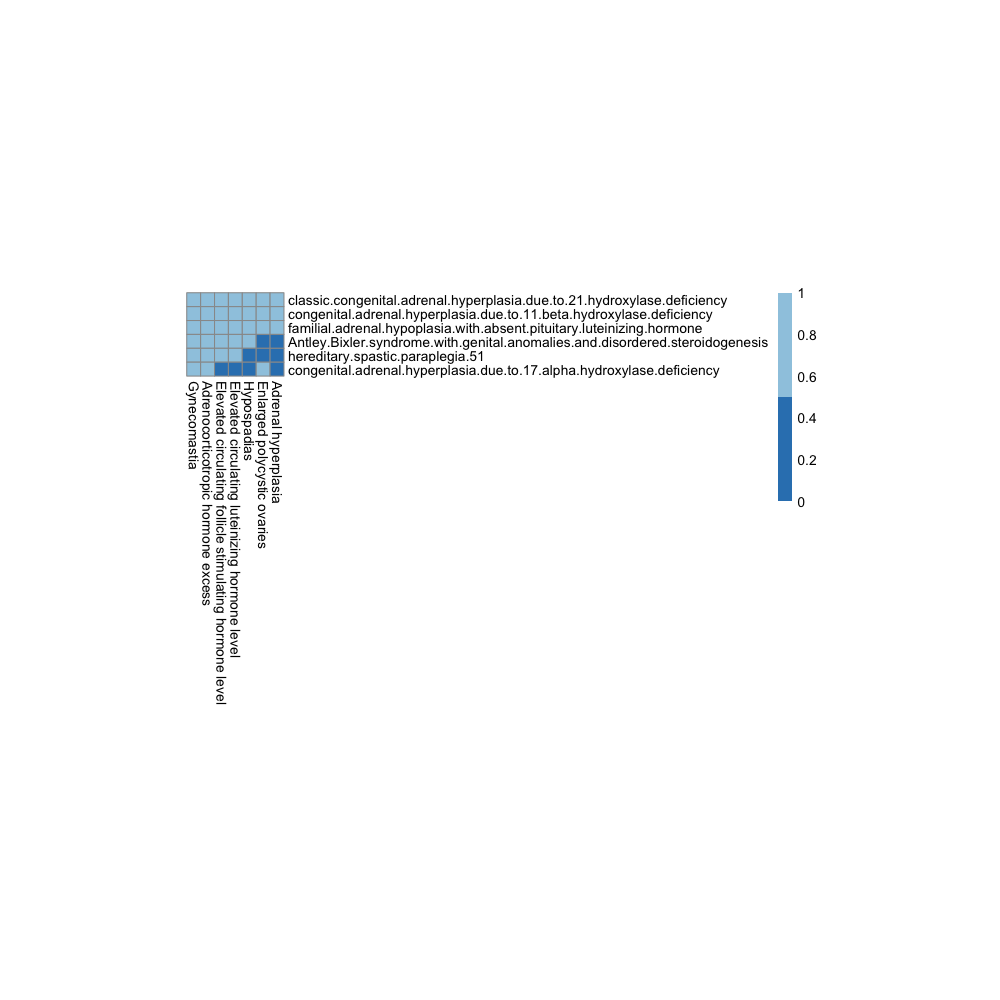 classic.congenital.adrenal.hyperplasia.due.to.21.hydroxylase.deficiency
congenital.adrenal.hyperplasia.due.to.11.beta.hydroxylase.deficiency
familial.adrenal.hypoplasia.with.absent.pituitary.luteinizing.hormone
Antley.Bixler.syndrome.with.genital.anomalies.and.disordered.steroidogenesis
hereditary.spastic.paraplegia.51
congenital.adrenal.hyperplasia.due.to.17.alpha.hydroxylase.deficiency
Gynecomastia
Adrenocorticotropic hormone excess
Elevated circulating follicle stimulating hormone level
Elevated circulating luteinizing hormone level
Hypospadias
Enlarged polycystic ovaries
Adrenal hyperplasia
1
0.8
0.6
0.4
0.2
0